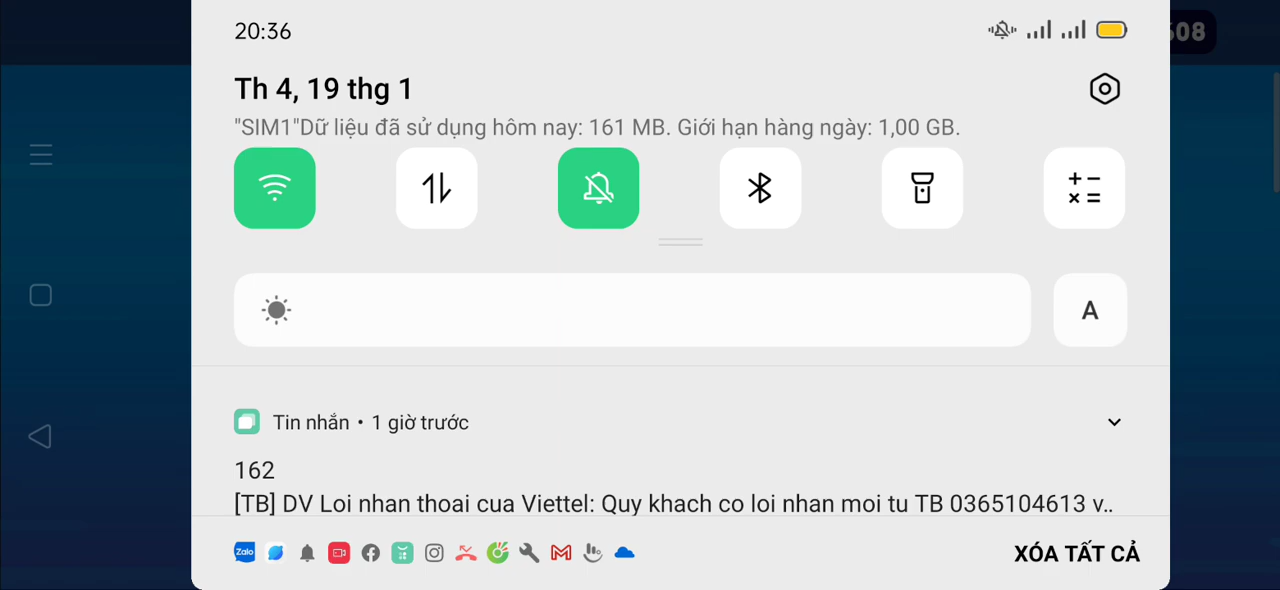 20:36
608
Th 4, 19 thg 1
"SIM1"Dữ liệu đã sử dụng hôm nay: 161 MB. Giới hạn hàng ngày: 1,00 GB.
A
Tin nhắn • 1 giờ trước
162
[TB] DV Loi nhan thoai cua Viettel: Quy khach co loi nhan moi tu TB 0365104613 v..
Zalo
XÓA TẤT CẢ